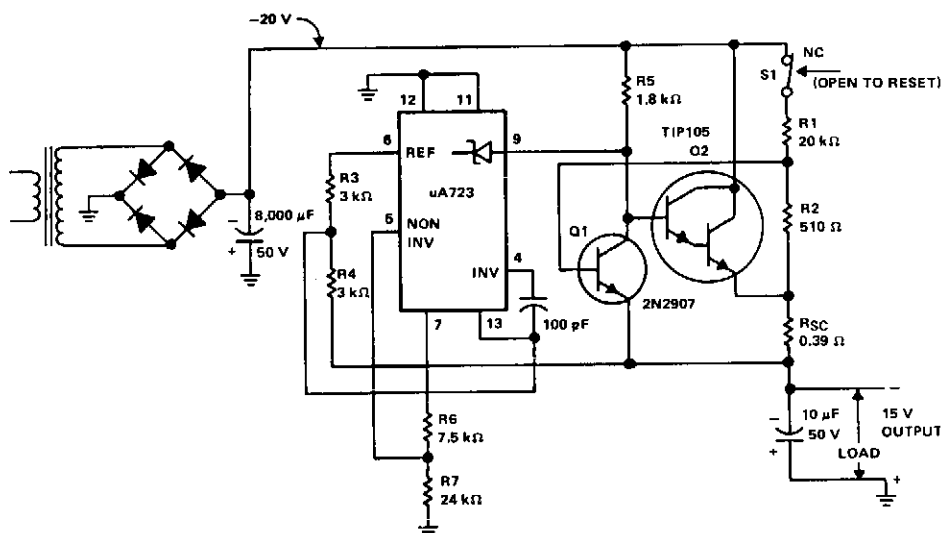 −20 V
NC
S1
(OPEN TO RESET)
12
11
R5
1.8 kΩ
R1
20 kΩ
6
REF
9
TIP105
Q2
R3
3 kΩ
uA723
8,000 µF
50 V
−
+
5
NON
INV
R2
510 Ω
Q1
4
INV
R4
3 kΩ
2N2907
RSC
0.39 Ω
7
13
100 pF
−
−
10 µF
50 V
+
15 V
OUTPUT
LOAD
+
R6
7.5 kΩ
R7
24 kΩ